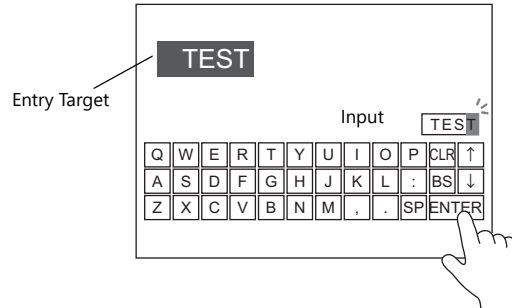 TEST
Entry Target
Input
TEST
Q W E R T Y U I O P CLR ↑
A S D F G H J K L : BS ↓
Z X C V B N M , . SP ENTER